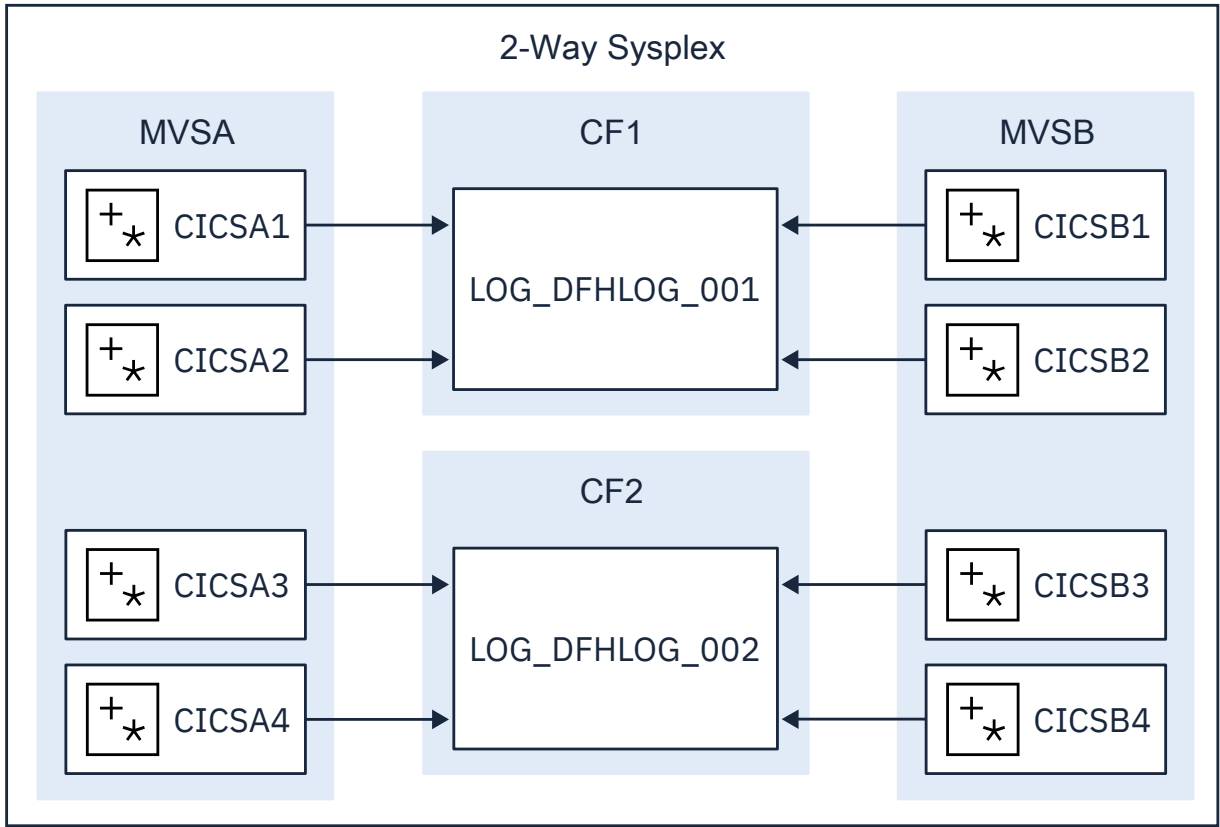 2-Way Sysplex
MVSA
CICSA1
CICSA2
CICSA3
CICSA4
CF1
LOG_DFHLOG_001
CF2
LOG_DFHLOG_002
MVSB
CICSB1
CICSB2
CICSB3
CICSB4